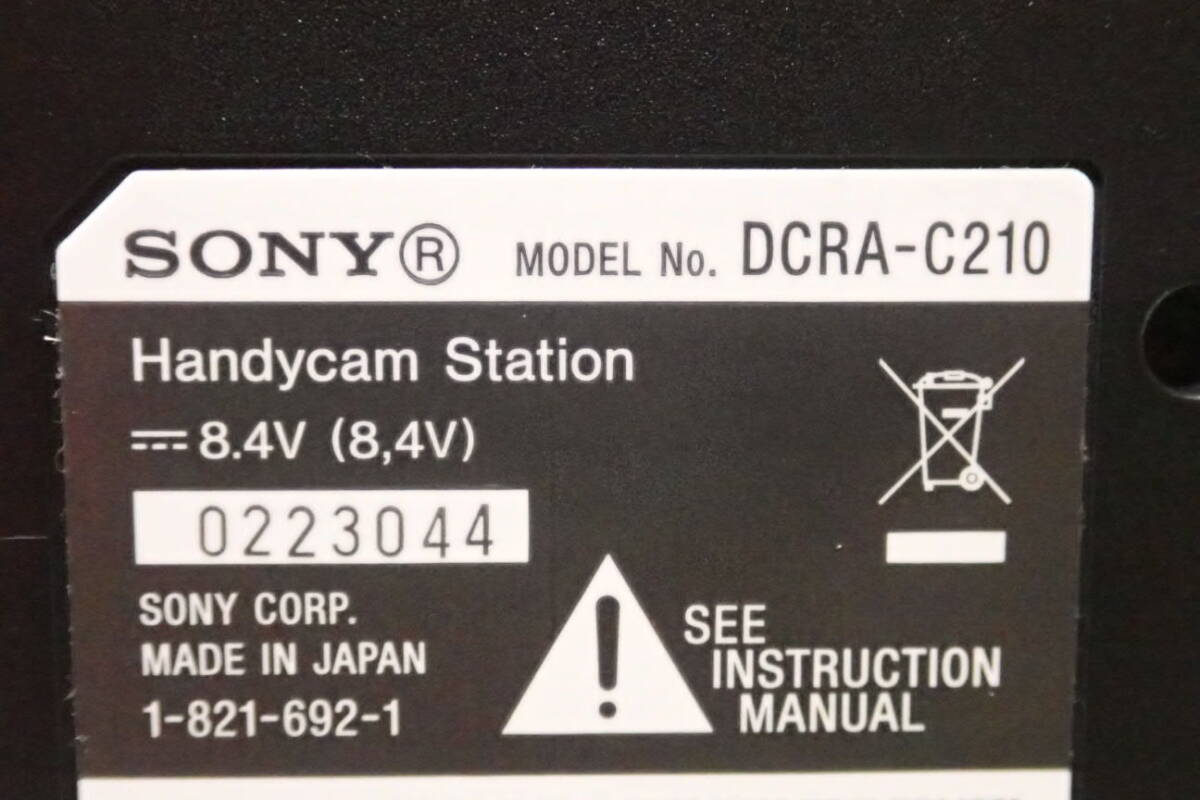 SONY® MODEL No. DCRA-C210
Handycam Station
⎓8.4V (8,4V)
0223044
SONY CORP.
MADE IN JAPAN
1-821-692-1
SEE
INSTRUCTION
MANUAL